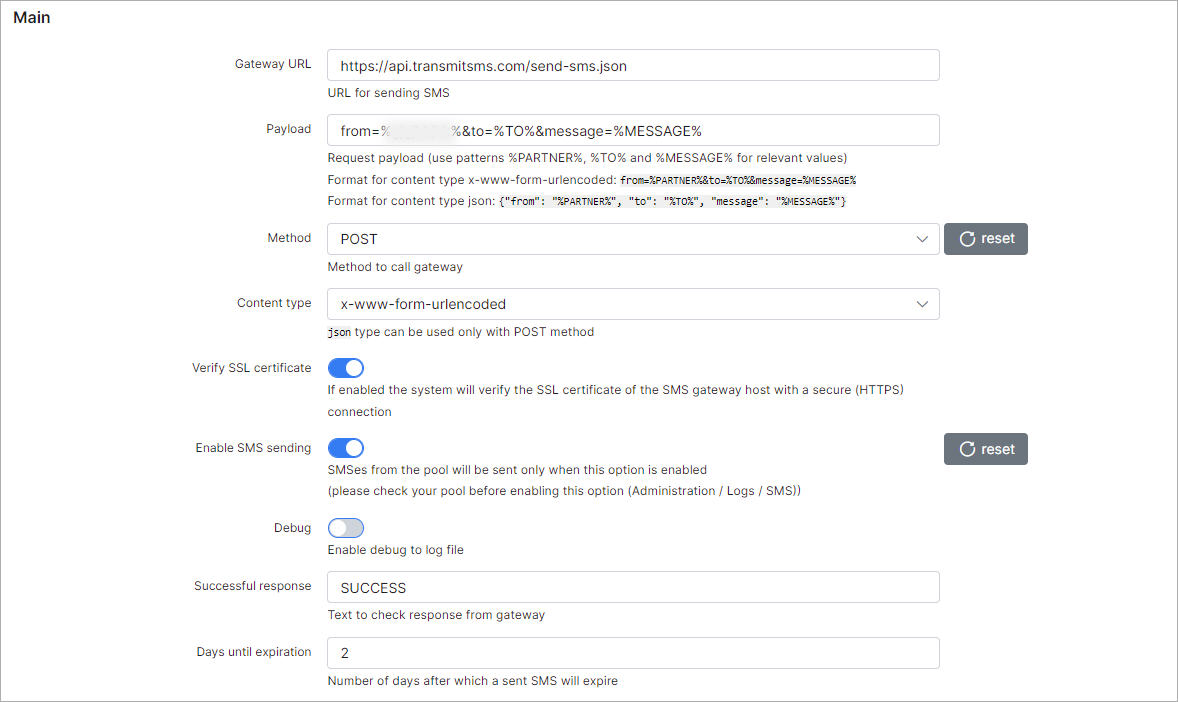 Main
Gateway URL
https://api.transmitsms.com/send-sms.json
URL for sending SMS
Payload
from=% %&to=%TO%&message=%MESSAGE%
Request payload (use patterns %PARTNER%, %TO% and %MESSAGE% for relevant values)
Format for content type x-www-form-urlencoded: from=%PARTNER%&to=%TO%&message=%MESSAGE%
Format for content type json: {"from": "%PARTNER%", "to": "%TO%", "message": "%MESSAGE%"}
Method
POST
reset
Method to call gateway
Content type
x-www-form-urlencoded
json type can be used only with POST method
Verify SSL certificate
If enabled the system will verify the SSL certificate of the SMS gateway host with a secure (HTTPS)
connection
Enable SMS sending
reset
SMSes from the pool will be sent only when this option is enabled
(please check your pool before enabling this option (Administration / Logs / SMS))
Debug
Enable debug to log file
Successful response
SUCCESS
Text to check response from gateway
Days until expiration
2
Number of days after which a sent SMS will expire